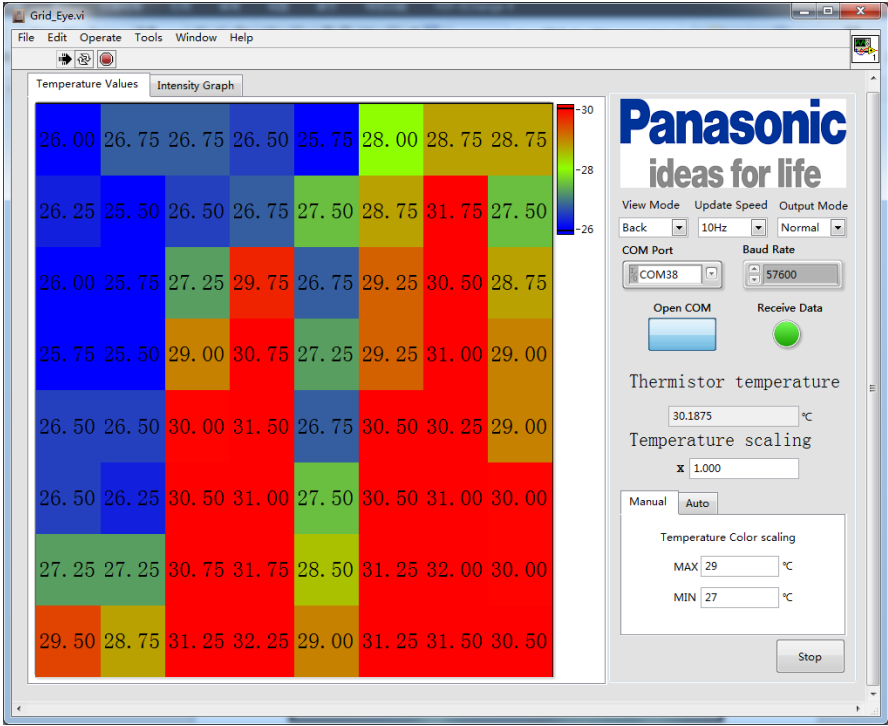 Grid_Eye.vi
File Edit Operate Tools Window Help
1
Temperature Values Intensity Graph
26.00 26.75 26.75 26.50 25.75 28.00 28.75 28.75
26.25 25.50 26.50 26.75 27.50 28.75 31.75 27.50
26.00 25.75 27.25 29.75 26.75 29.25 30.50 28.75
25.75 25.50 29.00 30.75 27.25 29.25 31.00 29.00
26.50 26.50 30.00 31.50 26.75 30.50 30.25 29.00
26.50 26.25 30.50 31.00 27.50 30.50 31.00 30.00
27.25 27.25 30.75 31.75 28.50 31.25 32.00 30.00
29.50 28.75 31.25 32.25 29.00 31.25 31.50 30.50
-30
-28
-26
Panasonic
ideas for life
View Mode Update Speed Output Mode
Back 10Hz Normal
COM Port Baud Rate
COM38 57600
Open COM Receive Data
Thermistor temperature
30.1875 ℃
Temperature scaling
x 1.000
Manual Auto
Temperature Color scaling
MAX 29 ℃
MIN 27 ℃
Stop